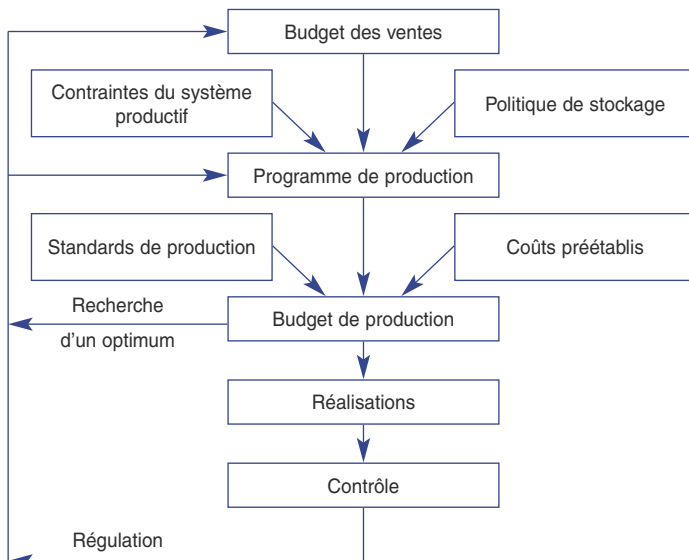 Budget des ventes
Contraintes du système
productif
Politique de stockage
Programme de production
Standards de production
Coûts préétablis
Recherche
d'un optimum
Budget de production
Réalisations
Contrôle
Régulation